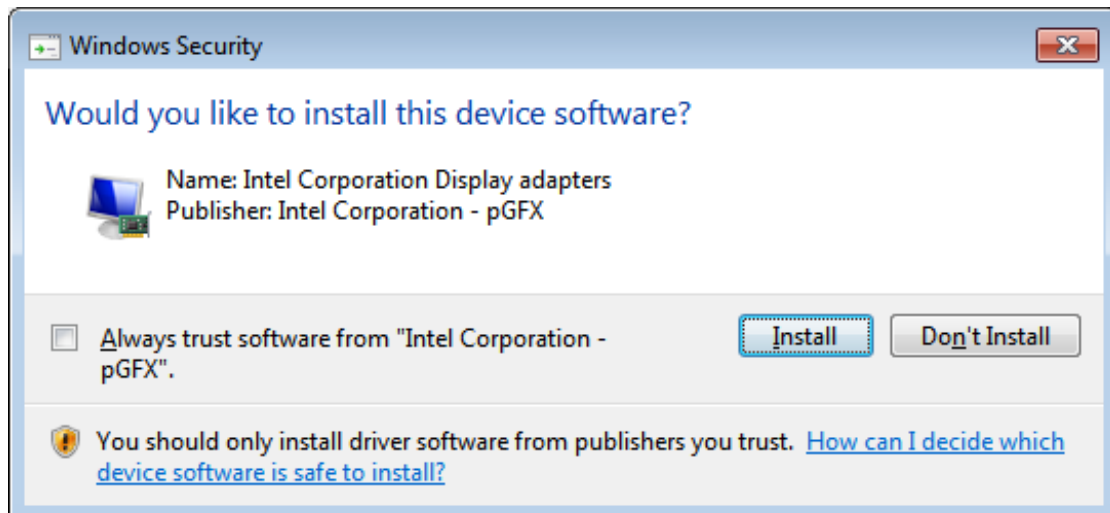 Windows Security
Would you like to install this device software?
Name: Intel Corporation Display adapters
Publisher: Intel Corporation - pGFX
Always trust software from "Intel Corporation -
pGFX".
Install
Don't Install
You should only install driver software from publishers you trust. How can I decide which
device software is safe to install?